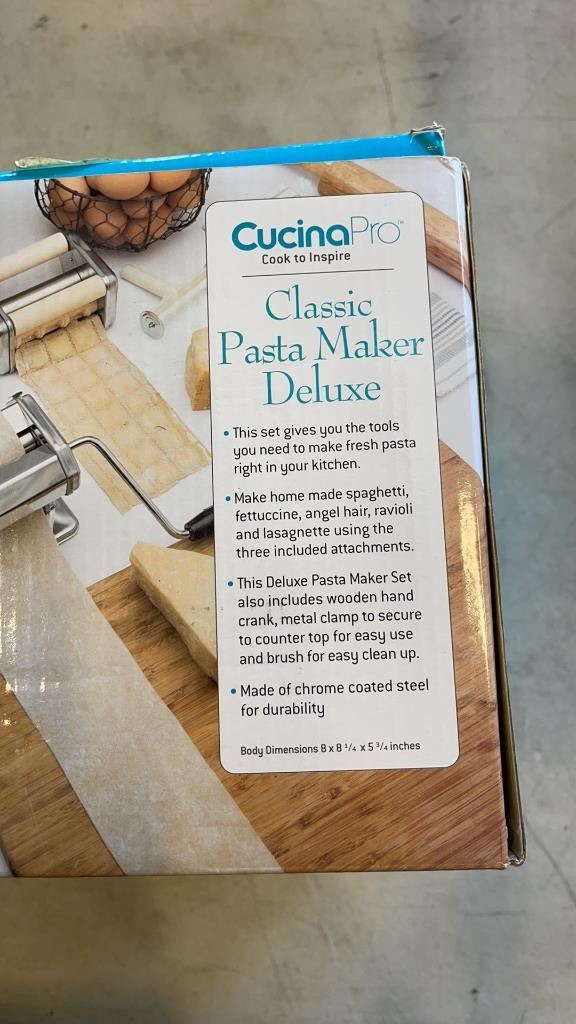 CucinaPro™
Cook to Inspire
Classic
Pasta Maker
Deluxe
• This set gives you the tools
you need to make fresh pasta
right in your kitchen.
• Make home made spaghetti,
fettuccine, angel hair, ravioli
and lasagnette using the
three included attachments.
• This Deluxe Pasta Maker Set
also includes wooden hand
crank, metal clamp to secure
to counter top for easy use
and brush for easy clean up.
• Made of chrome coated steel
for durability
Body Dimensions 8 x 8 1/4 x 5 3/4 inches